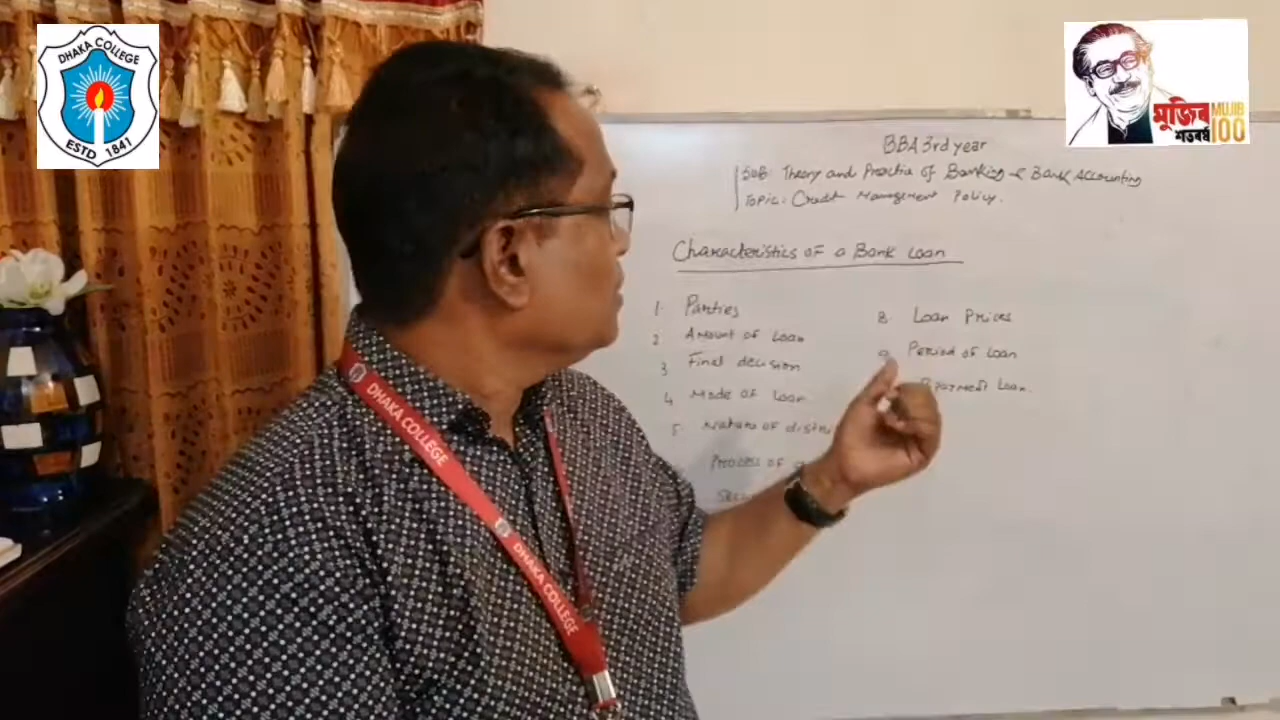 DHAKA COLLEGE
ESTD 1841
মুজিব
শতবর্ষ
MUJIB
100
BBA 3rd year
SUB: Theory and Practice of Banking & Bank Accounting
Topic: Credit Management Policy.
Characteristics of a Bank Loan
1. Parties
2. Amount of Loan
3 Final decision
4 Mode of Loan
5. Nature of
Process of
8. Loan Prices
9 Period of Loan
Loan.
DHAKA COLLEGE
DHAKA COLLEGE